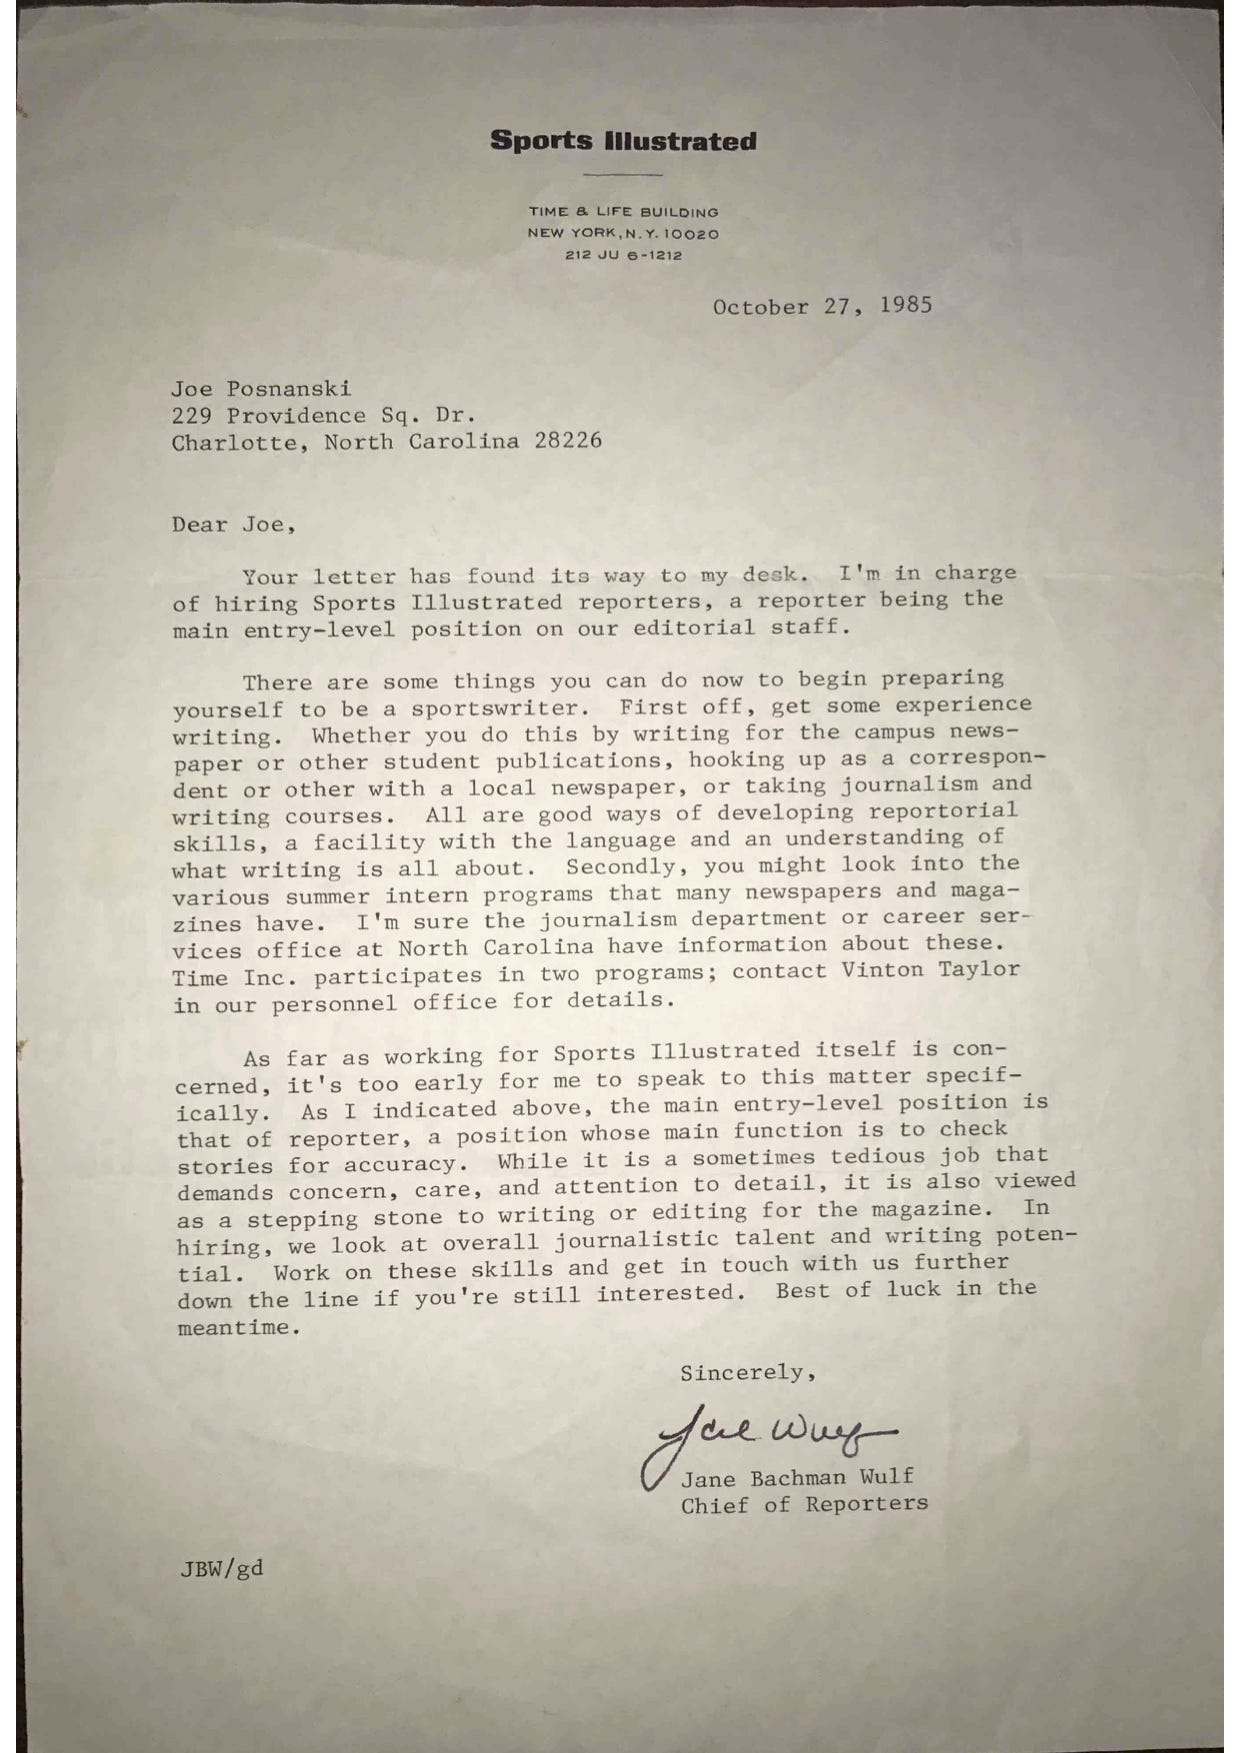 Sports Illustrated
TIME & LIFE BUILDING
NEW YORK, N.Y. 10020
212 JU 6-1212
October 27, 1985
Joe Posnanski
229 Providence Sq. Dr.
Charlotte, North Carolina 28226
Dear Joe,
Your letter has found its way to my desk. I'm in charge
of hiring Sports Illustrated reporters, a reporter being the
main entry-level position on our editorial staff.
There are some things you can do now to begin preparing
yourself to be a sportswriter. First off, get some experience
writing. Whether you do this by writing for the campus news-
paper or other student publications, hooking up as a correspon-
dent or other with a local newspaper, or taking journalism and
writing courses. All are good ways of developing reportorial
skills, a facility with the language and an understanding of
what writing is all about. Secondly, you might look into the
various summer intern programs that many newspapers and maga-
zines have. I'm sure the journalism department or career ser-
vices office at North Carolina have information about these.
Time Inc. participates in two programs; contact Vinton Taylor
in our personnel office for details.
As far as working for Sports Illustrated itself is con-
cerned, it's too early for me to speak to this matter specif-
ically. As I indicated above, the main entry-level position is
that of reporter, a position whose main function is to check
stories for accuracy. While it is a sometimes tedious job that
demands concern, care, and attention to detail, it is also viewed
as a stepping stone to writing or editing for the magazine. In
hiring, we look at overall journalistic talent and writing poten-
tial. Work on these skills and get in touch with us further
down the line if you're still interested. Best of luck in the
meantime.
Sincerely,
Jane Wulf
Jane Bachman Wulf
Chief of Reporters
JBW/gd